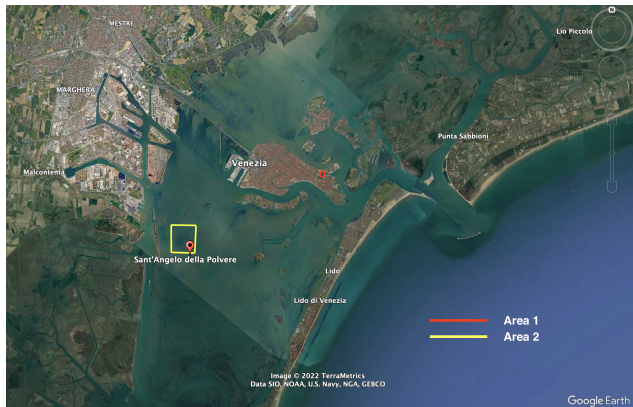 MESTRE
Lio Piccolo
N
MARGHERA
Punta Sabbioni
Venezia
Malcontenta
Sant'Angelo della Polvere
Lido
Lido di Venezia
Area 1
Area 2
Image © 2022 TerraMetrics
Data SIO, NOAA, U.S. Navy, NGA, GEBCO
Google Earth